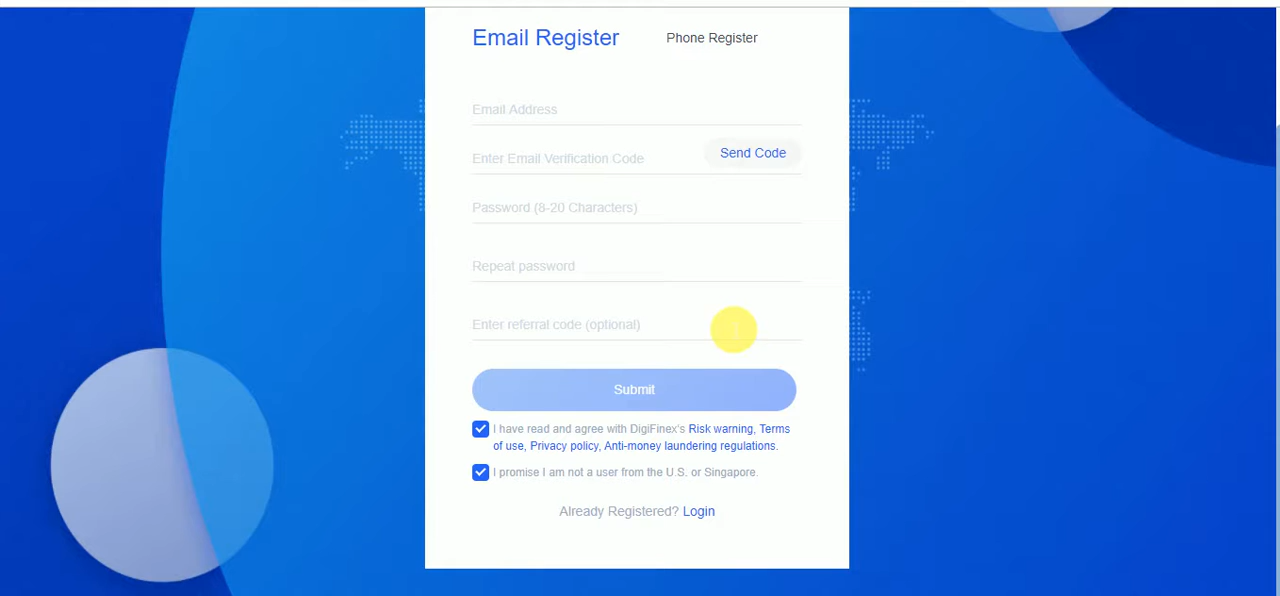 Email Register
Phone Register
Email Address
Enter Email Verification Code
Send Code
Password (8-20 Characters)
Repeat password
Enter referral code (optional)
Submit
I have read and agree with DigiFinex's Risk warning, Terms
of use, Privacy policy, Anti-money laundering regulations.
I promise I am not a user from the U.S. or Singapore.
Already Registered? Login